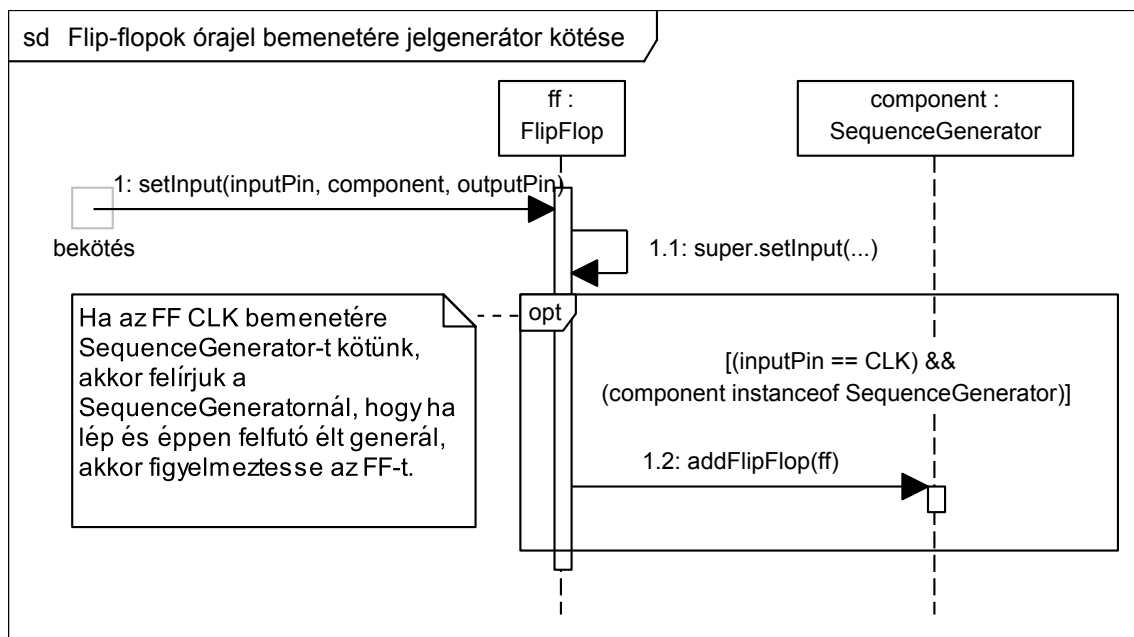 sd Flip-flopok órajel bemenetére jelgenerátor kötése
ff :
FlipFlop
component :
SequenceGenerator
1: setInput(inputPin, component, outputPin)
bekötés
1.1: super.setInput(...)
Ha az FF CLK bemenetére
SequenceGenerator-t kötünk,
akkor felírjuk a
SequenceGeneratornál, hogy ha
lép és éppen felfutó élt generál,
akkor figyelmeztesse az FF-t.
opt
[(inputPin == CLK) &&
(component instanceof SequenceGenerator)]
1.2: addFlipFlop(ff)